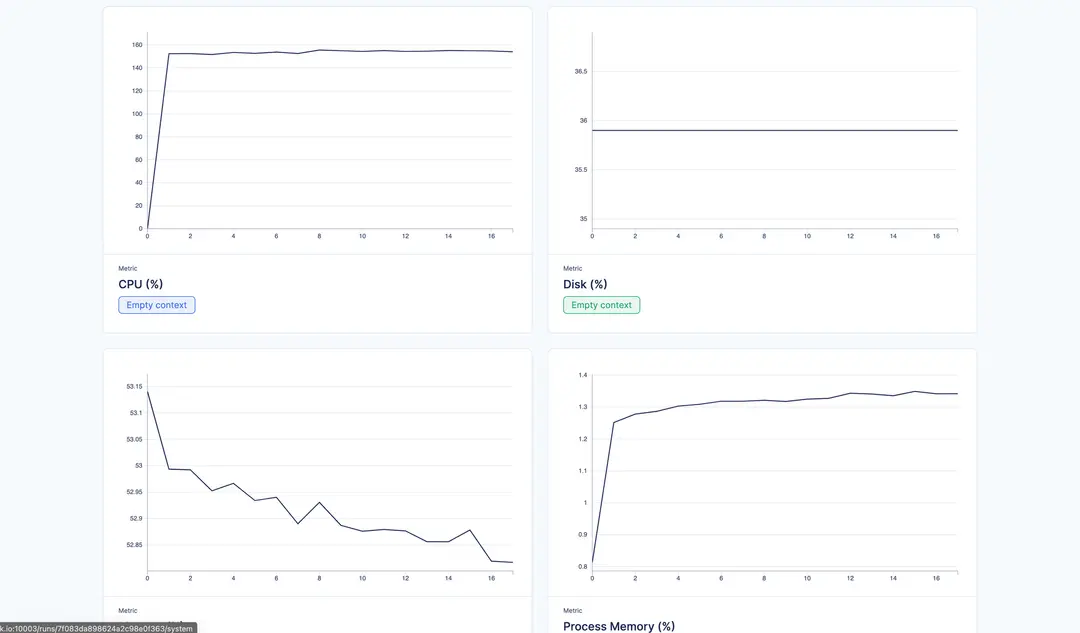 160
140
120
100
80
60
40
20
0
0 2 4 6 8 10 12 14 16
Metric
CPU (%)
Empty context
36.5
36
35.5
35
0 2 4 6 8 10 12 14 16
Metric
Disk (%)
Empty context
53.15
53.1
53.05
53
52.95
52.9
52.85
0 2 4 6 8 10 12 14 16
Metric
1.4
1.3
1.2
1.1
1
0.9
0.8
0 2 4 6 8 10 12 14 16
Metric
Process Memory (%)
k.io:10003/runs/7f083da898624a2c98e0f363/system